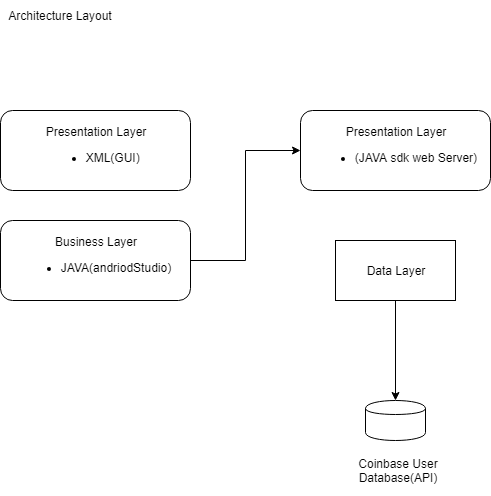 Architecture Layout
Presentation Layer
• XML(GUI)
Presentation Layer
• (JAVA sdk web Server)
Business Layer
• JAVA(andriodStudio)
Data Layer
Coinbase User
Database(API)